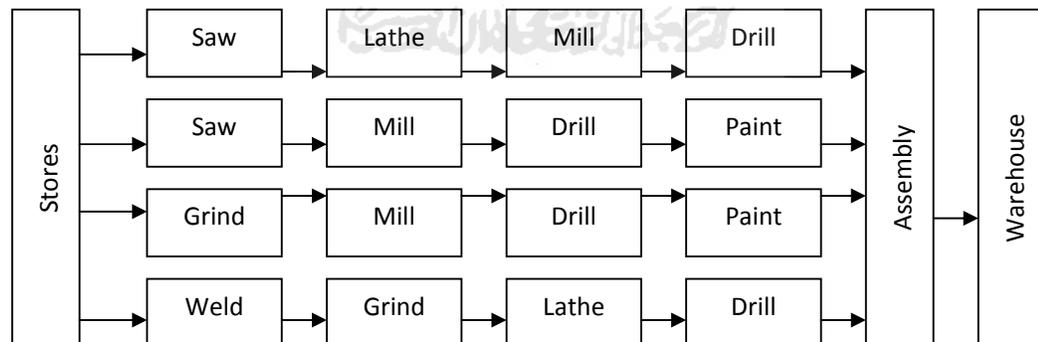 Stores
Saw
Lathe
Mill
Drill
Saw
Mill
Drill
Paint
Grind
Mill
Drill
Paint
Weld
Grind
Lathe
Drill
Assembly
Warehouse